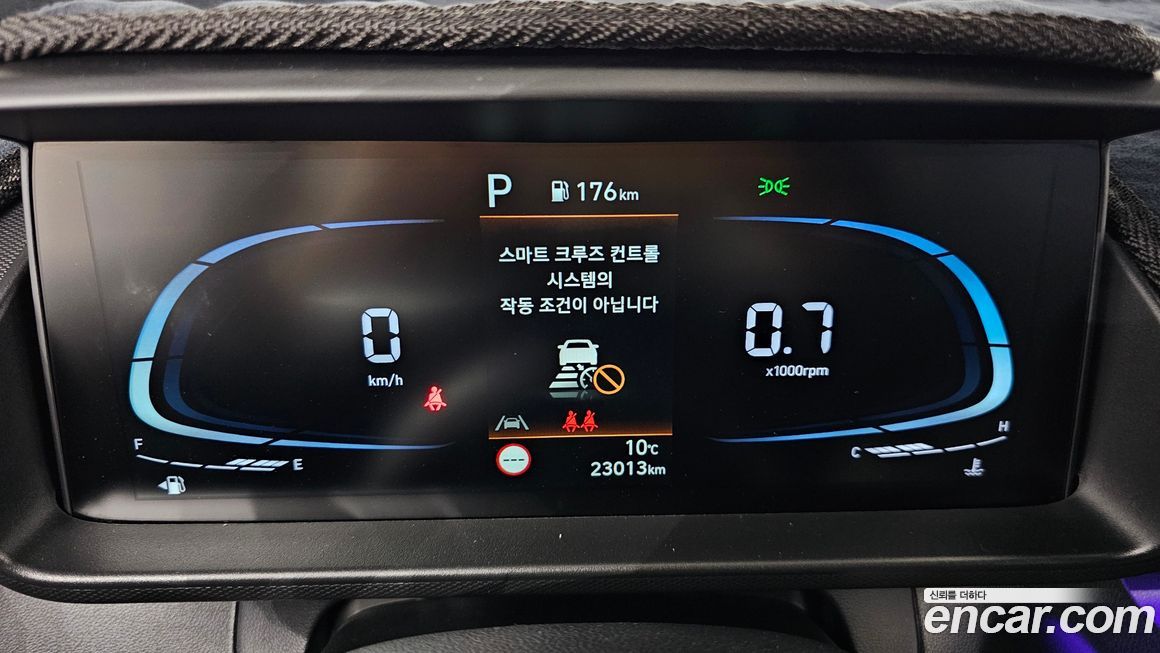 P 176km
스마트 크루즈 컨트롤
시스템의
작동 조건이 아닙니다
0
km/h
0.7
x1000rpm
F
E
C
H
---
10℃
23013km
신뢰를 더하다
encar.com